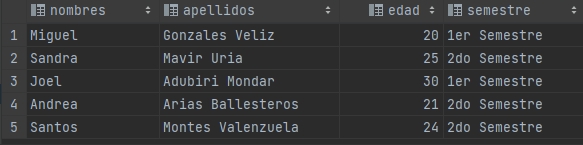 nombres apellidos edad semestre
1 Miguel Gonzales Veliz 20 1er Semestre
2 Sandra Mavir Uria 25 2do Semestre
3 Joel Adubiri Mondar 30 1er Semestre
4 Andrea Arias Ballesteros 21 2do Semestre
5 Santos Montes Valenzuela 24 2do Semestre